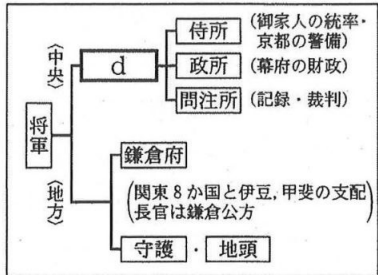 将軍
〈中央〉
d
侍所
(御家人の統率・
京都の警備)
政所
(幕府の財政)
問注所
(記録・裁判)
〈地方〉
鎌倉府
(関東8か国と伊豆,甲斐の支配
長官は鎌倉公方)
守護・地頭